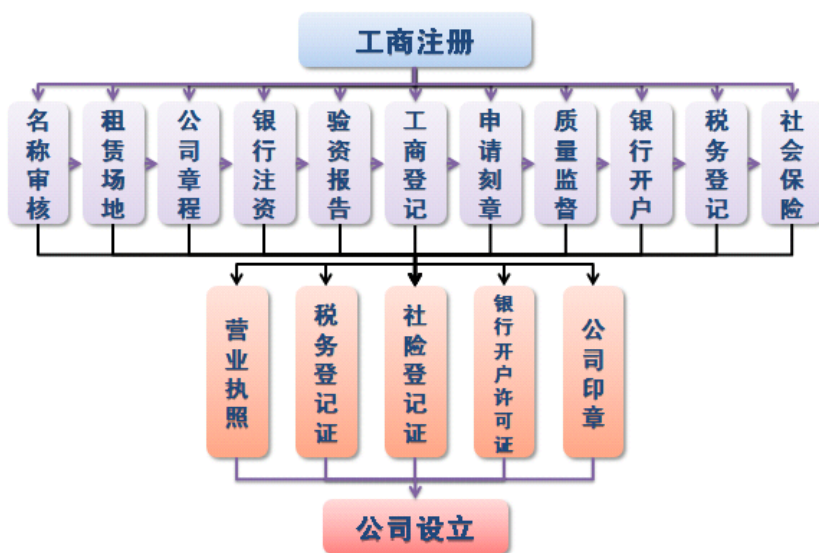 工商注册
名称审核
租赁场地
公司章程
银行注资
验资报告
工商登记
申请刻章
质量监督
银行开户
税务登记
社会保险
营业执照
税务登记证
社险登记证
银行开户许可证
公司印章
公司设立